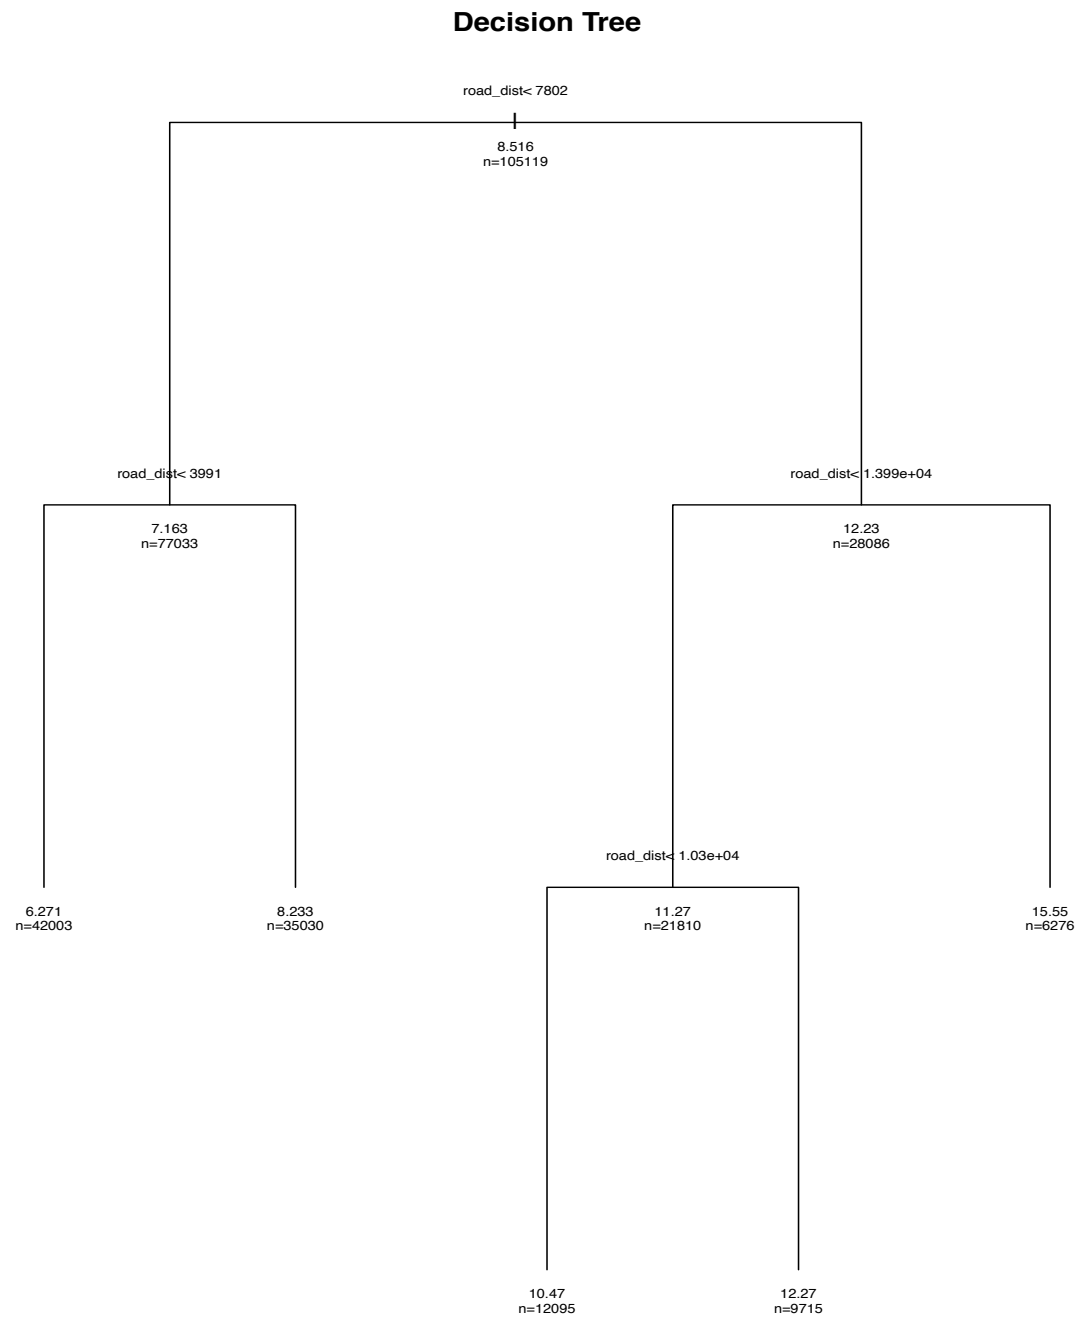 Decision Tree
road_dist< 7802
8.516
n=105119
road_dist< 3991
road_dist< 1.399e+04
7.163
n=77033
12.23
n=28086
road_dist< 1.03e+04
6.271
n=42003
8.233
n=35030
11.27
n=21810
15.55
n=6276
10.47
n=12095
12.27
n=9715